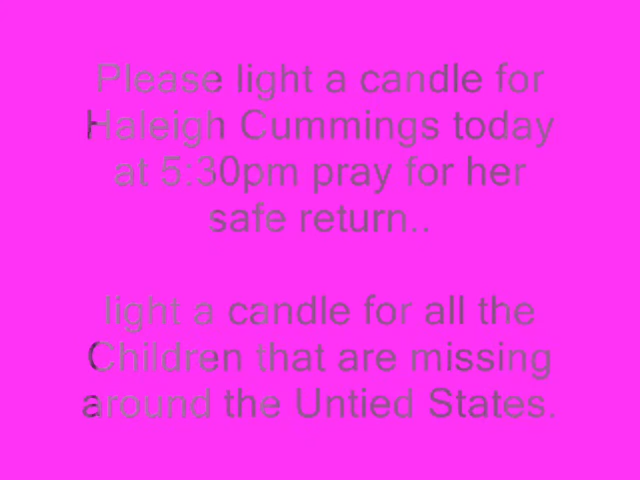 Please light a candle for
Haleigh Cummings today
at 5:30pm pray for her
safe return..
light a candle for all the
Children that are missing
around the Untied States.